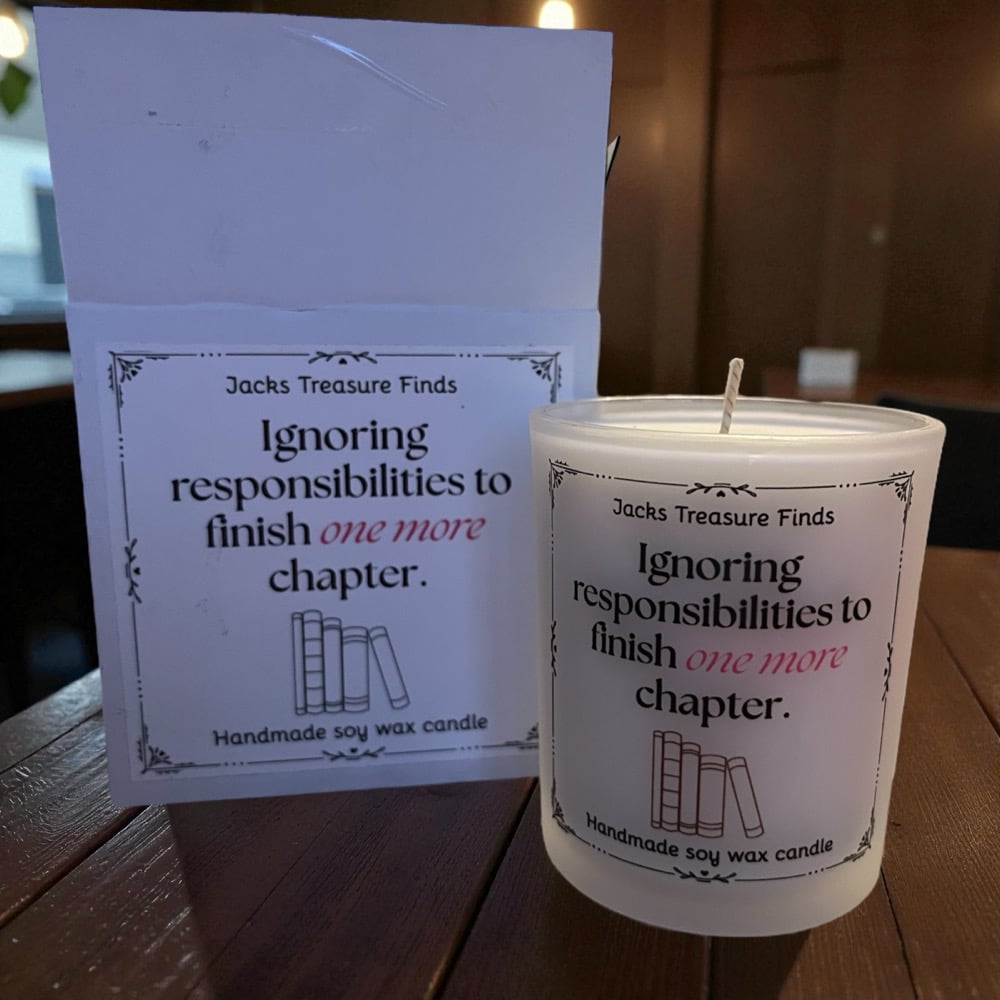 Jacks Treasure Finds
Ignoring
responsibilities to
finish one more
chapter.
Handmade soy wax candle
Jacks Treasure Finds
Ignoring
responsibilities to
finish one more
chapter.
Handmade soy wax candle